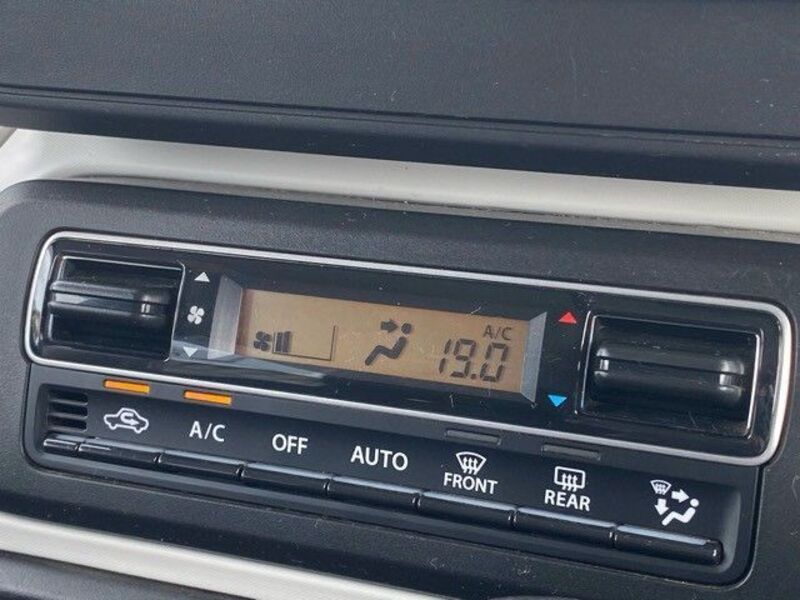 A/C
19.0
A/C
OFF
AUTO
FRONT
REAR